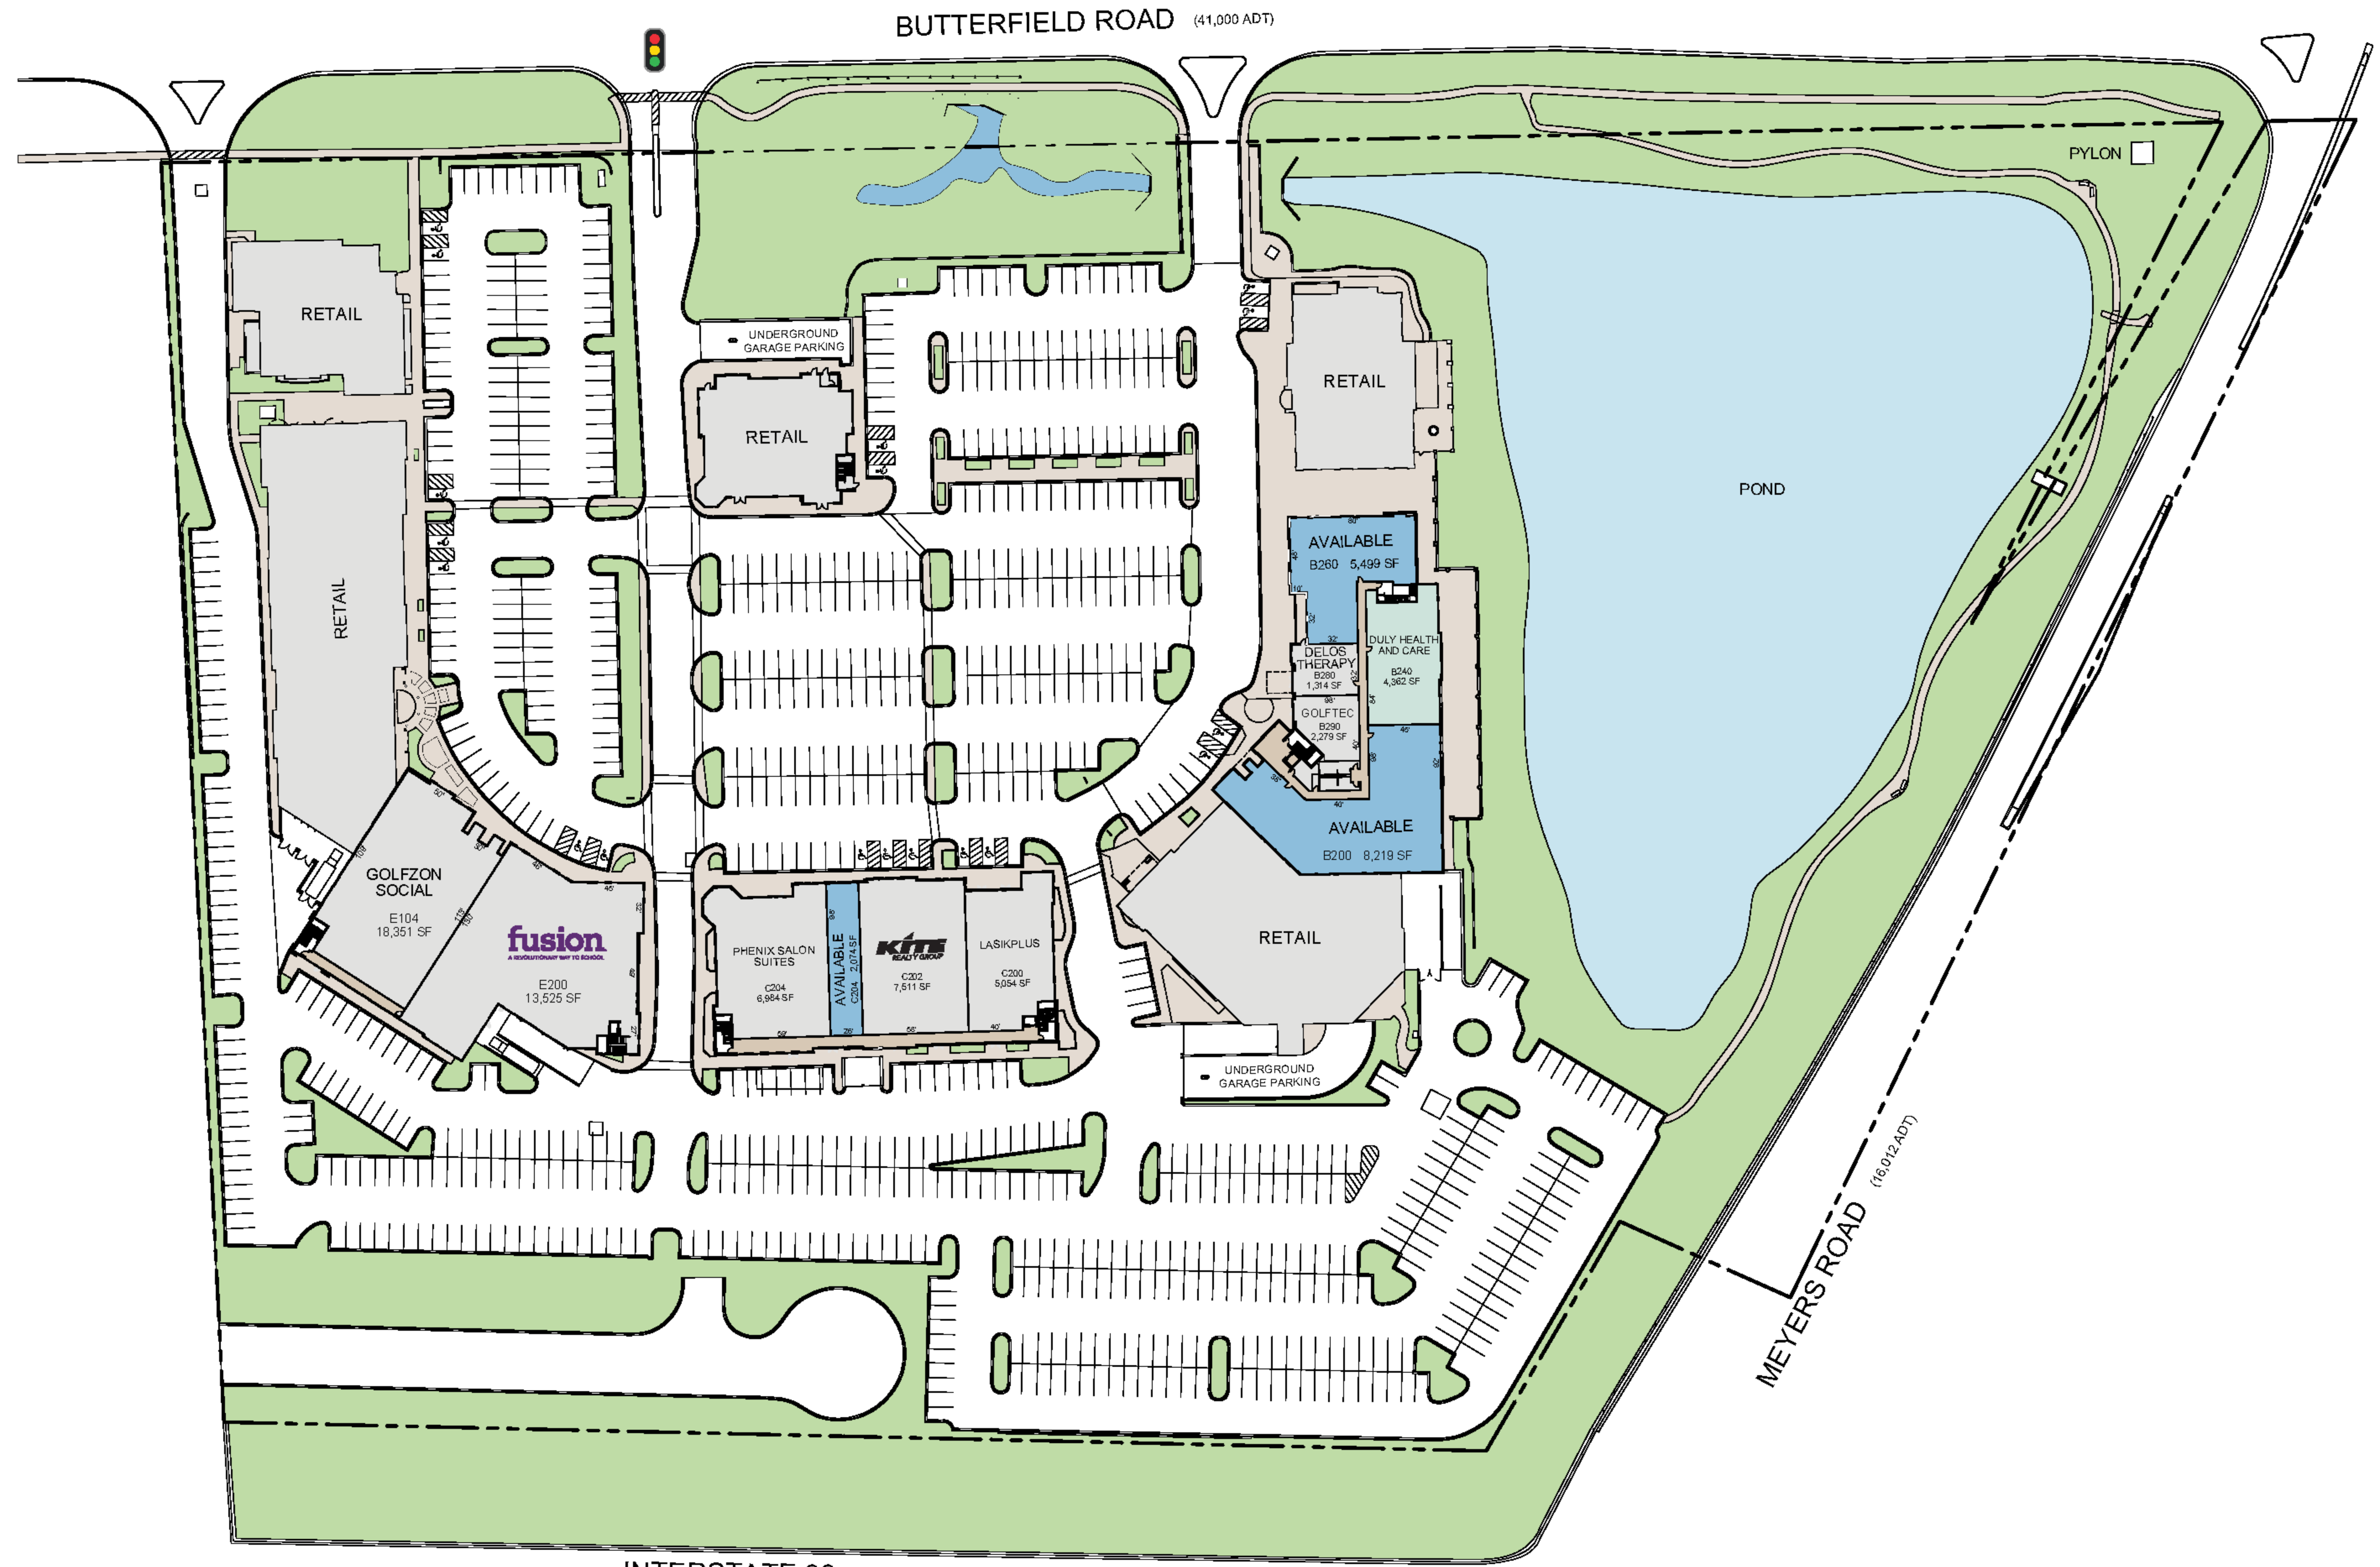 BUTTERFIELD ROAD (41,000 ADT)
PYLON
RETAIL
UNDERGROUND
GARAGE PARKING
RETAIL
RETAIL
RETAIL
POND
AVAILABLE
B260 5,499 SF
80'
32'
DULY HEALTH
AND CARE
B240
4,362 SF
DELOS
THERAPY
B280
1,314 SF
GOLFTEC
B290
2,279 SF
AVAILABLE
B200 8,219 SF
40'
GOLFZON
SOCIAL
E104
18,351 SF
fusion
A REVOLUTIONARY WAY TO SCHOOL
E200
13,525 SF
PHENIX SALON
SUITES
C204
6,984 SF
AVAILABLE
C204 2,074 SF
KITE
REALTY GROUP
C202
7,511 SF
LASIKPLUS
C200
5,054 SF
RETAIL
UNDERGROUND
GARAGE PARKING
MEYERS ROAD (16,012 ADT)